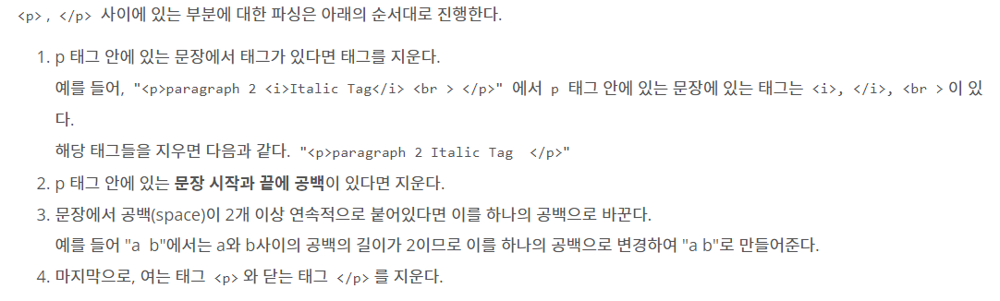 <p>, </p> 사이에 있는 부분에 대한 파싱은 아래의 순서대로 진행한다.
1. p 태그 안에 있는 문장에서 태그가 있다면 태그를 지운다.
예를 들어, "<p>paragraph 2 <i>Italic Tag</i> <br > </p>" 에서 p 태그 안에 있는 문장에 있는 태그는 <i>, </i>, <br > 이 있
다.
해당 태그들을 지우면 다음과 같다. "<p>paragraph 2 Italic Tag  </p>"
2. p 태그 안에 있는 문장 시작과 끝에 공백이 있다면 지운다.
3. 문장에서 공백(space)이 2개 이상 연속적으로 붙어있다면 이를 하나의 공백으로 바꾼다.
예를 들어 "a  b"에서는 a와 b사이의 공백의 길이가 2이므로 이를 하나의 공백으로 변경하여 "a b"로 만들어준다.
4. 마지막으로, 여는 태그 <p> 와 닫는 태그 </p> 를 지운다.